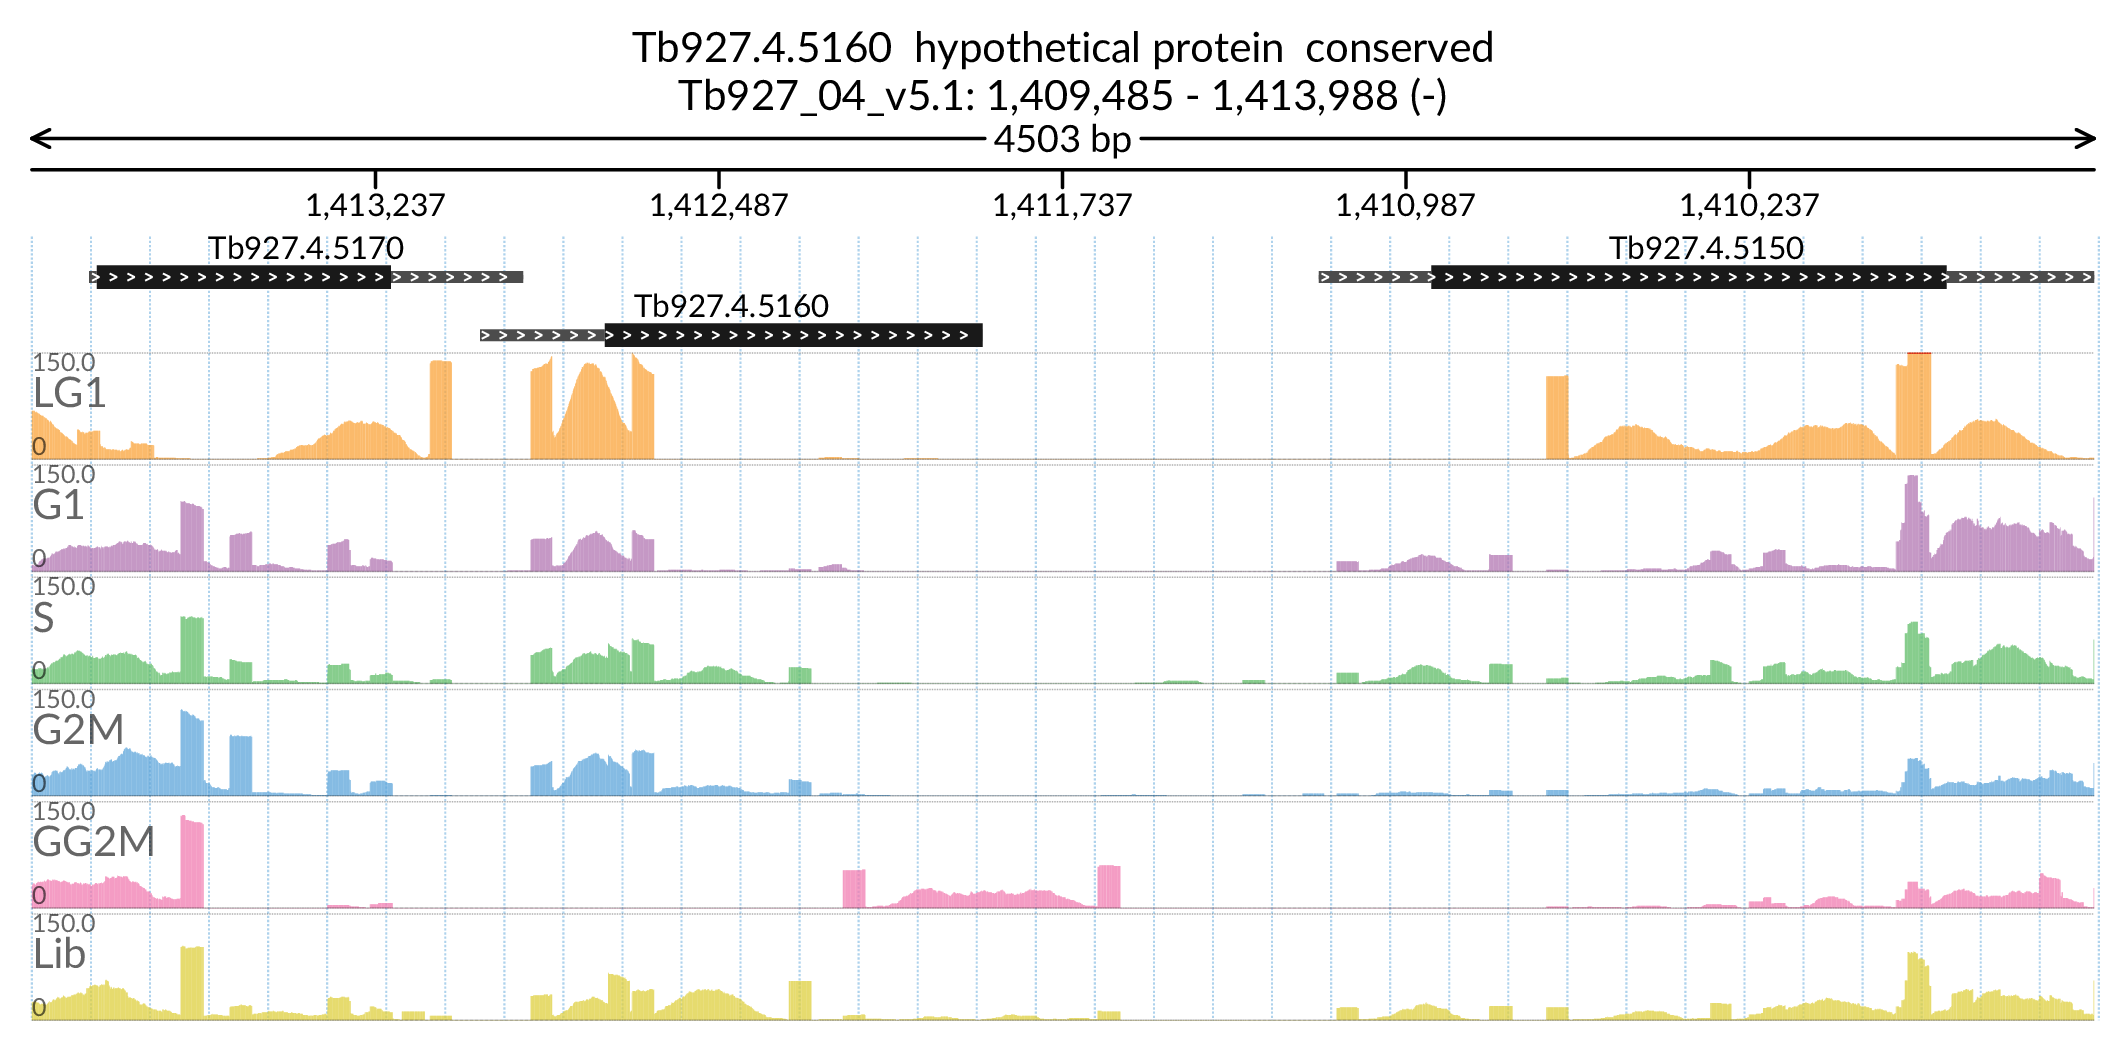 Tb927.4.5160  hypothetical protein  conserved
Tb927_04_v5.1: 1,409,485 - 1,413,988 (-)
4503 bp
1,413,237 1,412,487 1,411,737 1,410,987 1,410,237
Tb927.4.5170 Tb927.4.5150
Tb927.4.5160
150.0
LG1
0
150.0
G1
0
150.0
S
0
150.0
G2M
0
150.0
GG2M
0
150.0
Lib
0